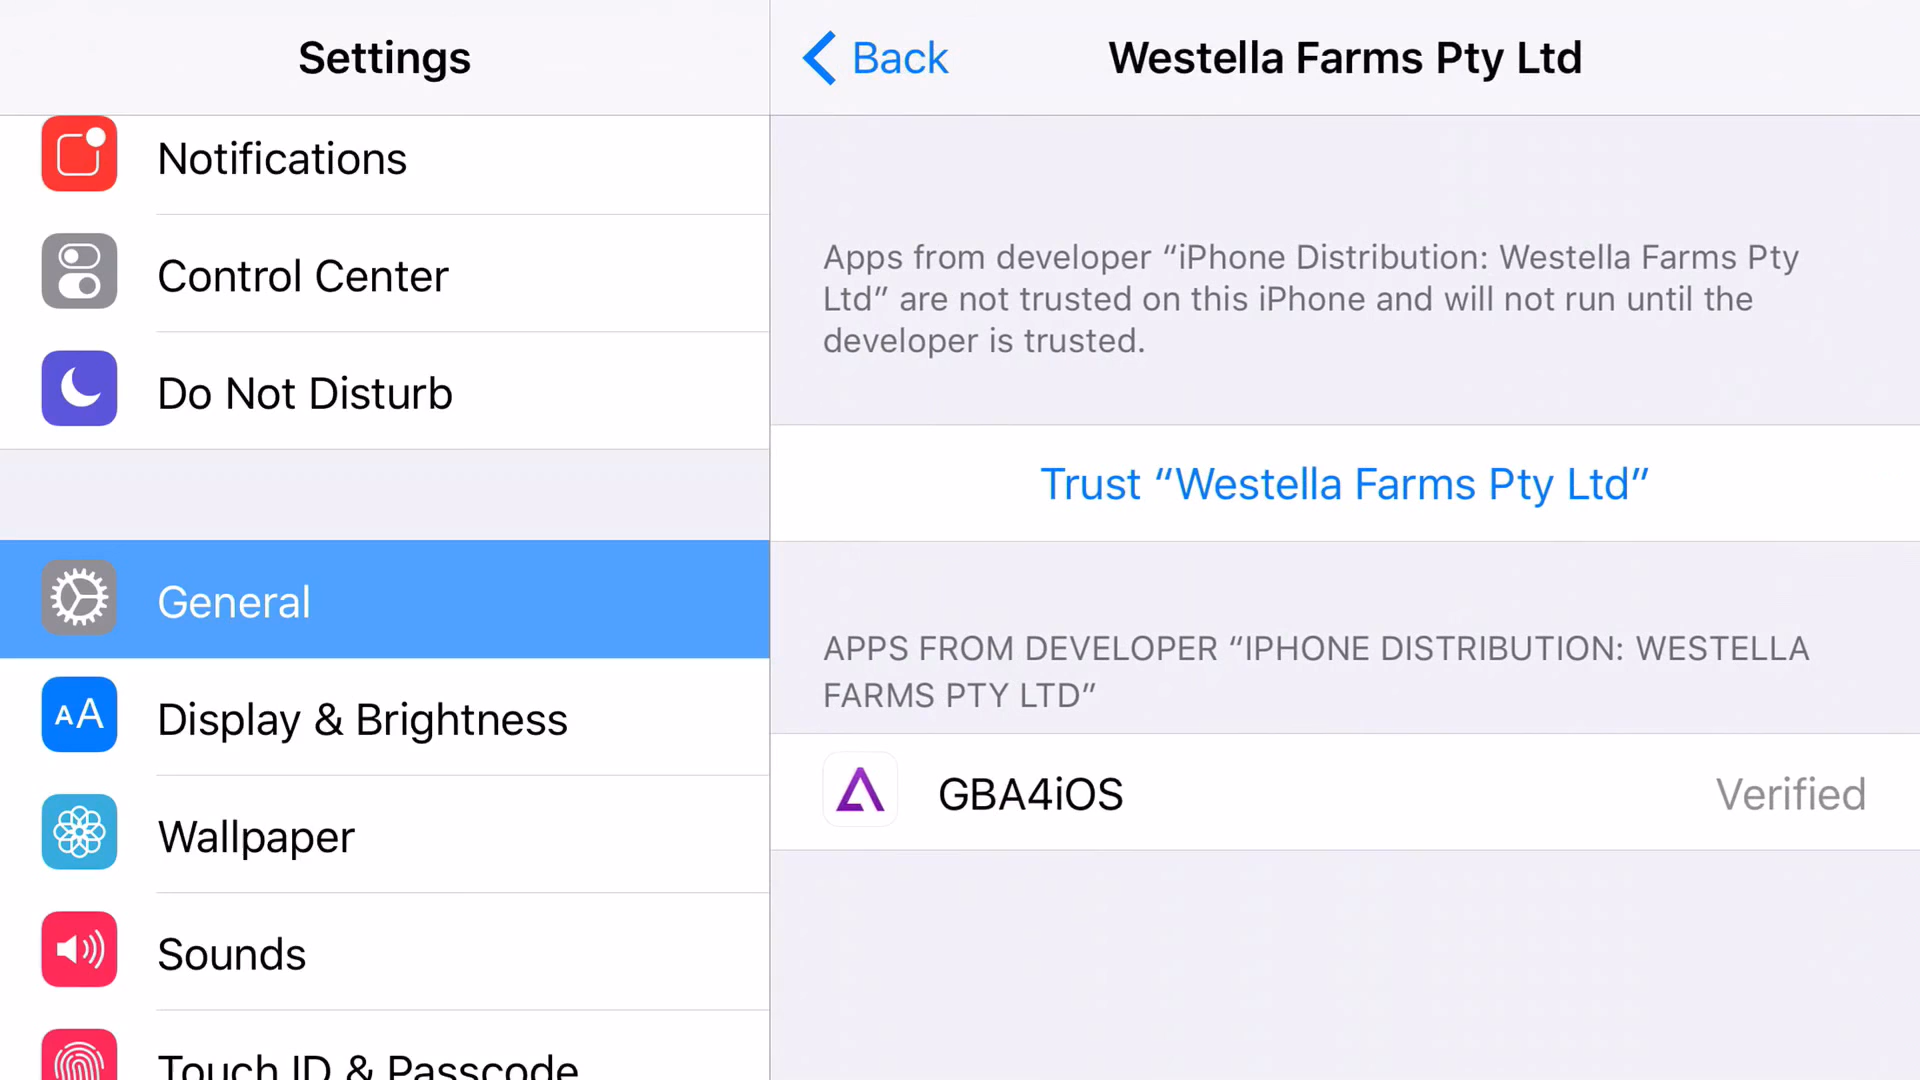 Settings
Notifications
Control Center
Do Not Disturb
General
AA Display & Brightness
Wallpaper
Sounds
Touch ID & Passcode
Back
Westella Farms Pty Ltd
Apps from developer “iPhone Distribution: Westella Farms Pty
Ltd” are not trusted on this iPhone and will not run until the
developer is trusted.
Trust “Westella Farms Pty Ltd”
APPS FROM DEVELOPER “IPHONE DISTRIBUTION: WESTELLA
FARMS PTY LTD”
GBA4iOS Verified